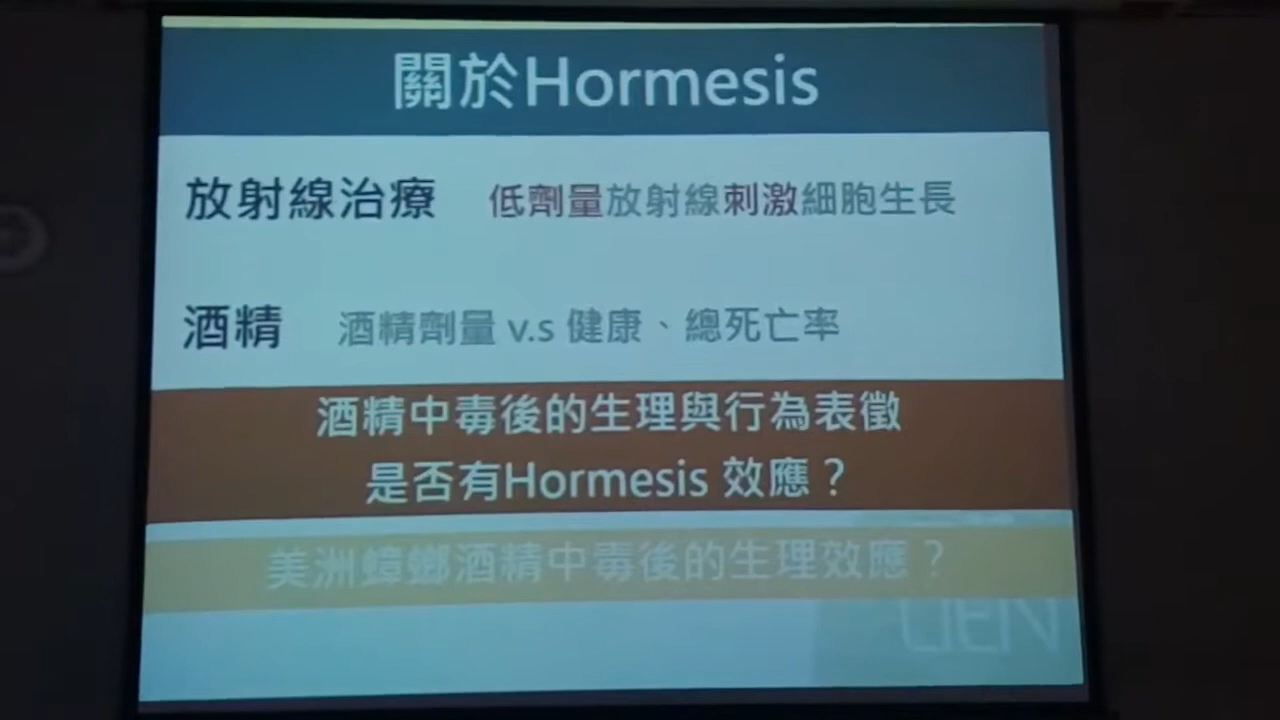 關於Hormesis
放射線治療 低劑量放射線刺激細胞生長
酒精 酒精劑量 v.s 健康、總死亡率
酒精中毒後的生理與行為表徵
是否有Hormesis 效應？
美洲蟑螂酒精中毒後的生理效應？